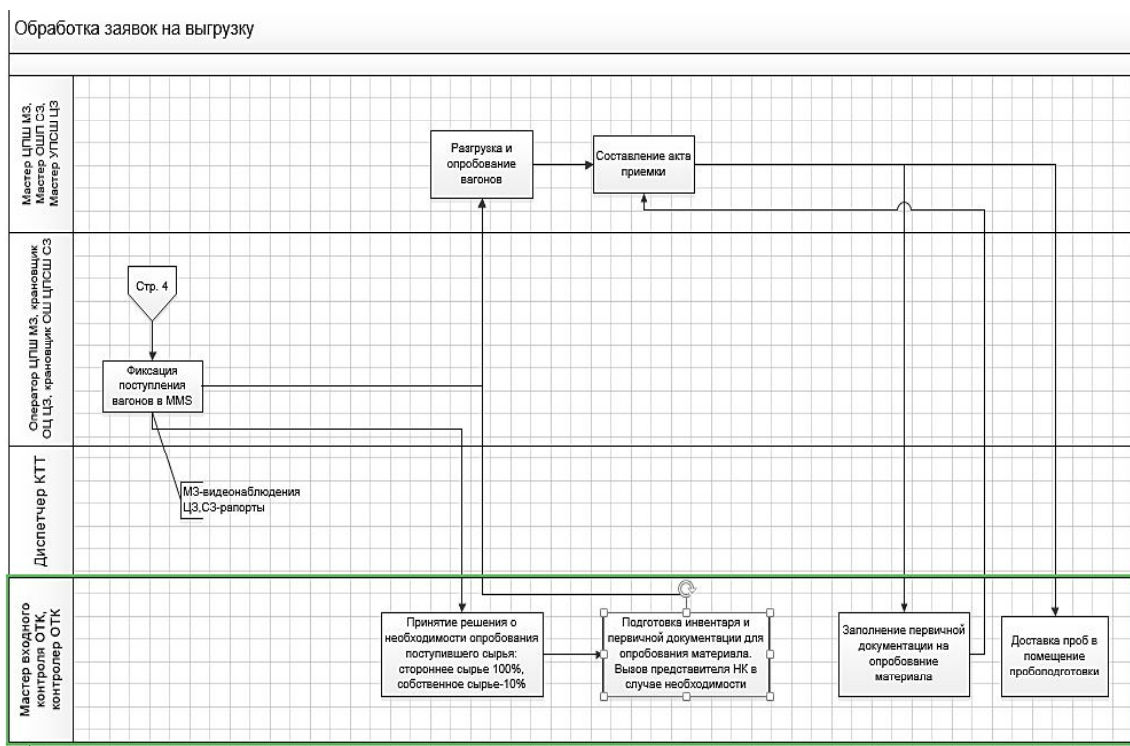 Обработка заявок на выгрузку
Мастер ЦПШ МЗ,
Мастер ОШП СЗ,
Мастер УПСШ ЦЗ
Разгрузка и
опробование
вагонов
Составление акта
приемки
Оператор ЦПШ МЗ, крановщик
ОЦ ЦЗ, крановщик ОШ ЦПСШ СЗ
Стр. 4
Фиксация
поступления
вагонов в MMS
Диспетчер КТТ
МЗ-видеонаблюдения
ЦЗ,СЗ-рапорты
Мастер входного
контроля ОТК,
контролер ОТК
Принятие решения о
необходимости опробования
поступившего сырья:
стороннее сырье 100%,
собственное сырье-10%
Подготовка инвентаря и
первичной документации для
опробования материала.
Вызов представителя НК в
случае необходимости
Заполнение первичной
документации на
опробование
материала
Доставка проб в
помещение
пробоподготовки